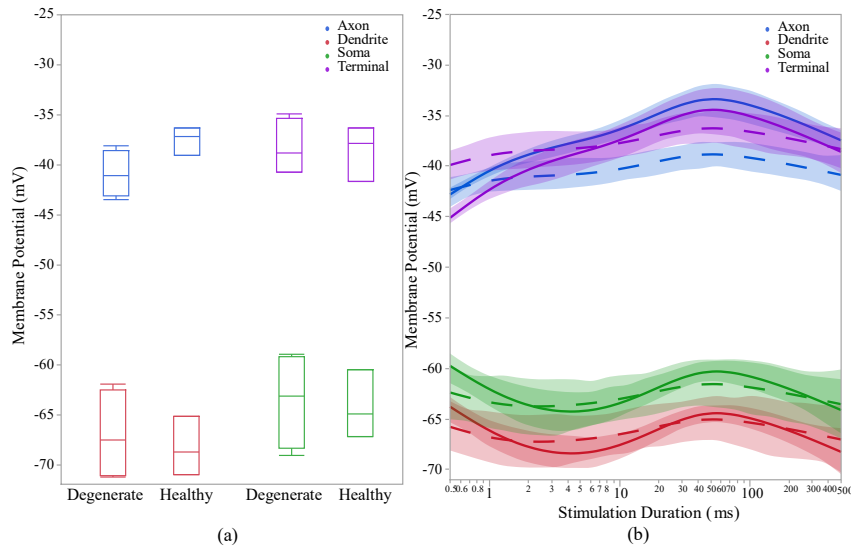 -25
-30
-35
-40
-45
-50
-55
-60
-65
-70
Membrane Potential (mV)
Axon
Dendrite
Soma
Terminal
Degenerate Healthy Degenerate Healthy
(a)
-25
-30
-35
-40
-45
-50
-55
-60
-65
-70
Membrane Potential (mV)
Axon
Dendrite
Soma
Terminal
0.5 0.6 0.8 1 2 3 4 5 6 7 8 10 20 30 40 50 60 70 100 200 300 400 500
Stimulation Duration ( ms)
(b)